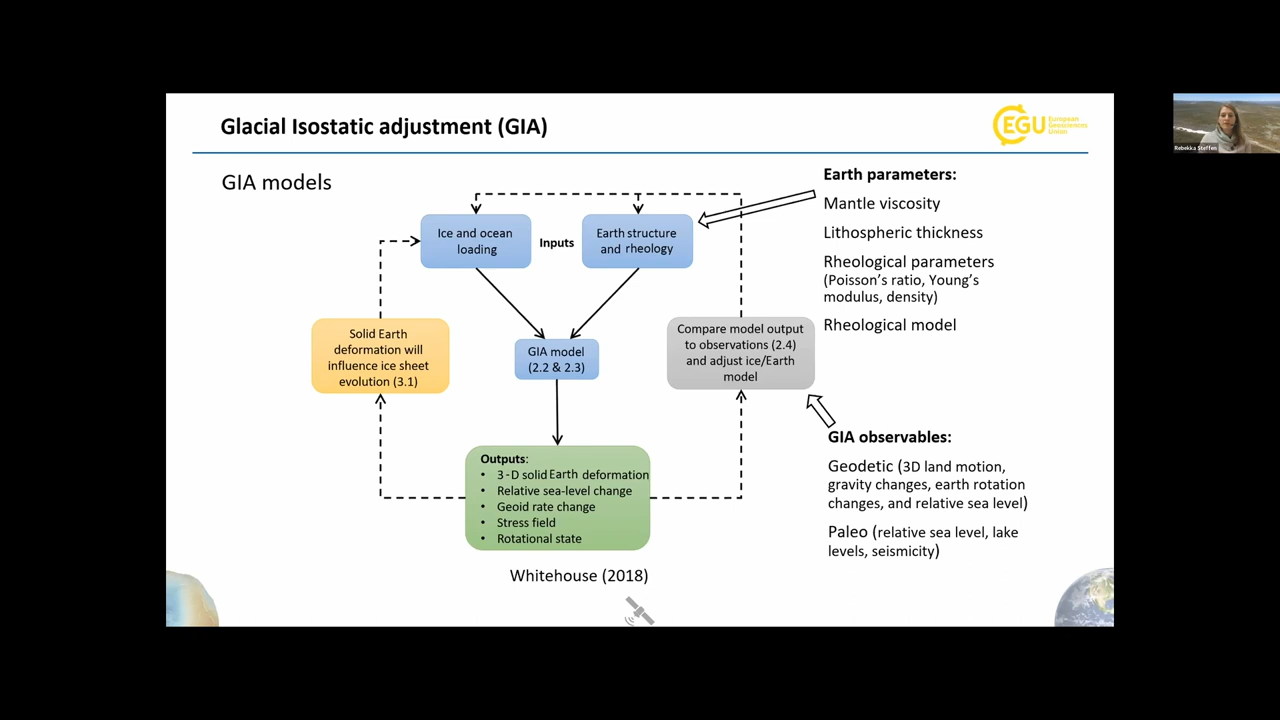 Glacial Isostatic adjustment (GIA)
EGU
European
Geosciences
Union
Rebekka Steffen
GIA models
Ice and ocean
loading
Inputs
Earth structure
and rheology
Earth parameters:
Mantle viscosity
Lithospheric thickness
Rheological parameters
(Poisson's ratio, Young's
modulus, density)
Rheological model
Solid Earth
deformation will
influence ice sheet
evolution (3.1)
GIA model
(2.2 & 2.3)
Compare model output
to observations (2.4)
and adjust ice/Earth
model
Outputs:
• 3-D solid Earth deformation
• Relative sea-level change
• Geoid rate change
• Stress field
• Rotational state
GIA observables:
Geodetic (3D land motion,
gravity changes, earth rotation
changes, and relative sea level)
Paleo (relative sea level, lake
levels, seismicity)
Whitehouse (2018)